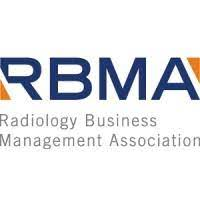 RBMA
Radiology Business
Management Association